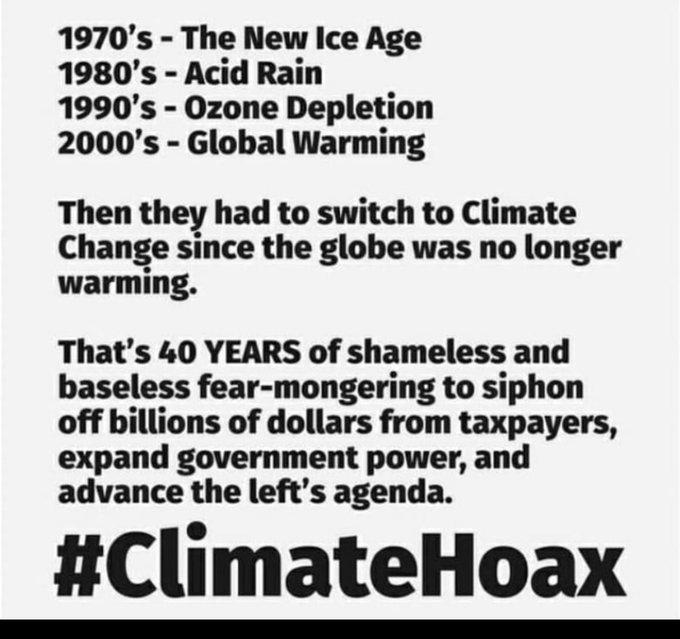 1970's - The New Ice Age
1980's - Acid Rain
1990's - Ozone Depletion
2000's - Global Warming
Then they had to switch to Climate
Change since the globe was no longer
warming.
That's 40 YEARS of shameless and
baseless fear-mongering to siphon
off billions of dollars from taxpayers,
expand government power, and
advance the left's agenda.
#ClimateHoax